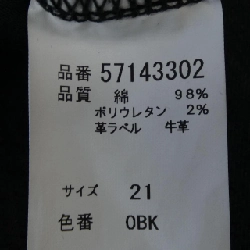 品番 57143302
品質 綿 98%
ポリウレタン 2%
革ラベル 牛革
サイズ 21
色番 0BK